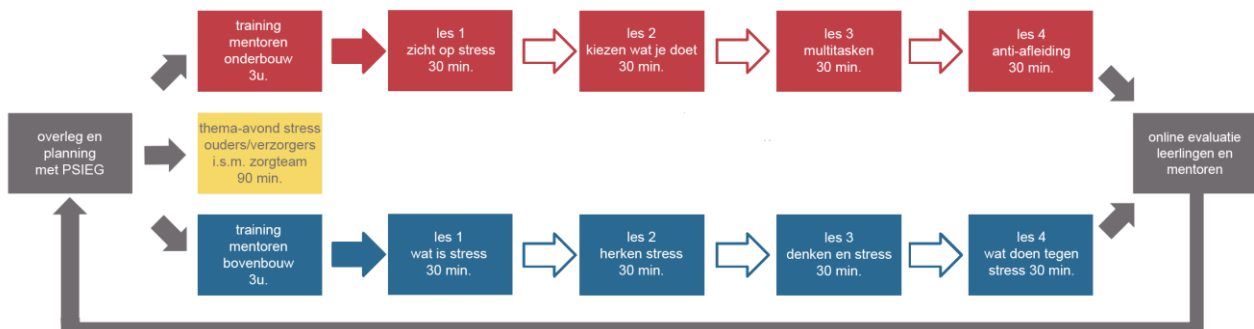 overleg en
planning
met PSIEG
training
mentoren
onderbouw
3u.
les 1
zicht op stress
30 min.
les 2
kiezen wat je doet
30 min.
les 3
multitasken
30 min.
les 4
anti-afleiding
30 min.
thema-avond stress
ouders/verzorgers
i.s.m. zorgteam
90 min.
training
mentoren
bovenbouw
3u.
les 1
wat is stress
30 min.
les 2
herken stress
30 min.
les 3
denken en stress
30 min.
les 4
wat doen tegen
stress 30 min.
online evaluatie
leerlingen en
mentoren